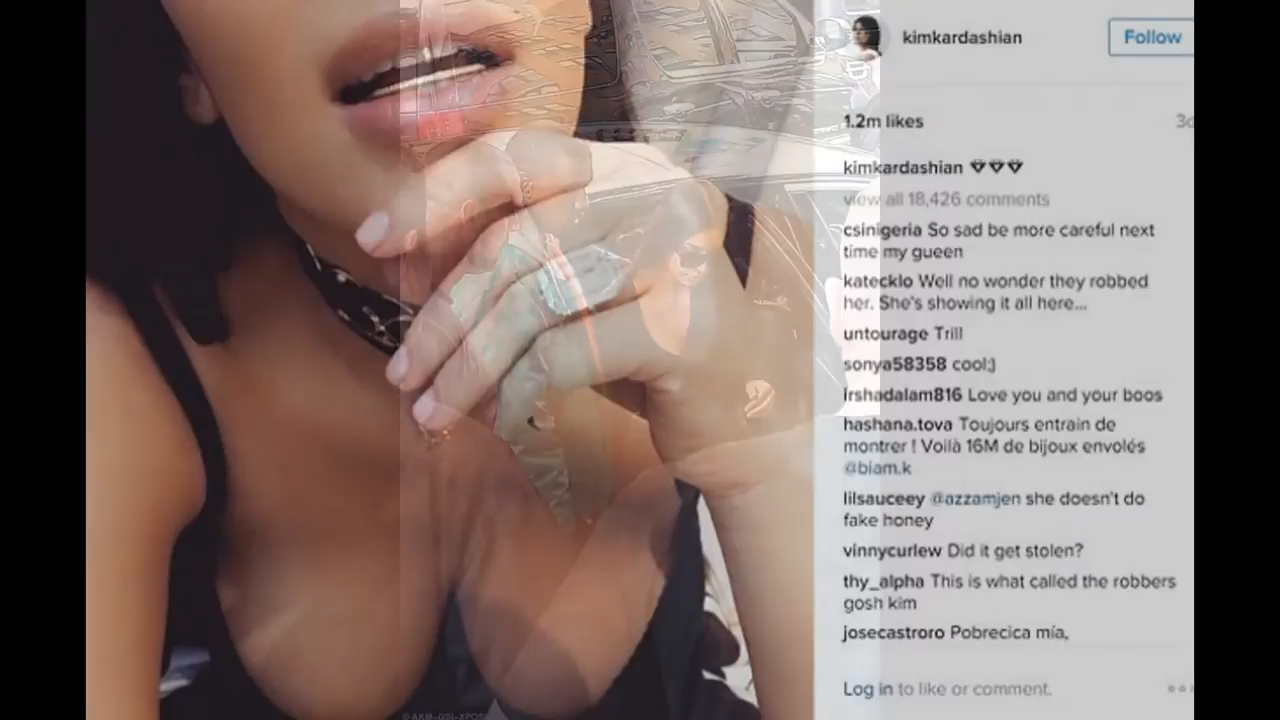 kimkardashian
Follow
1.2m likes
kimkardashian
view all 18,426 comments
csinigeria So sad be more careful next
time my gueen
katecklo Well no wonder they robbed
her. She's showing it all here...
untourage Trill
sonya58358 cool;)
irshadalam816 Love you and your boos
hashana.tova Toujours entrain de
montrer ! Voilà 16M de bijoux envolés
@biam.k
lilsauceey @azzamjen she doesn't do
fake honey
vinnycurlew Did it get stolen?
thy_alpha This is what called the robbers
gosh kim
josecastroro Pobrecica mía,
Log in to like or comment.